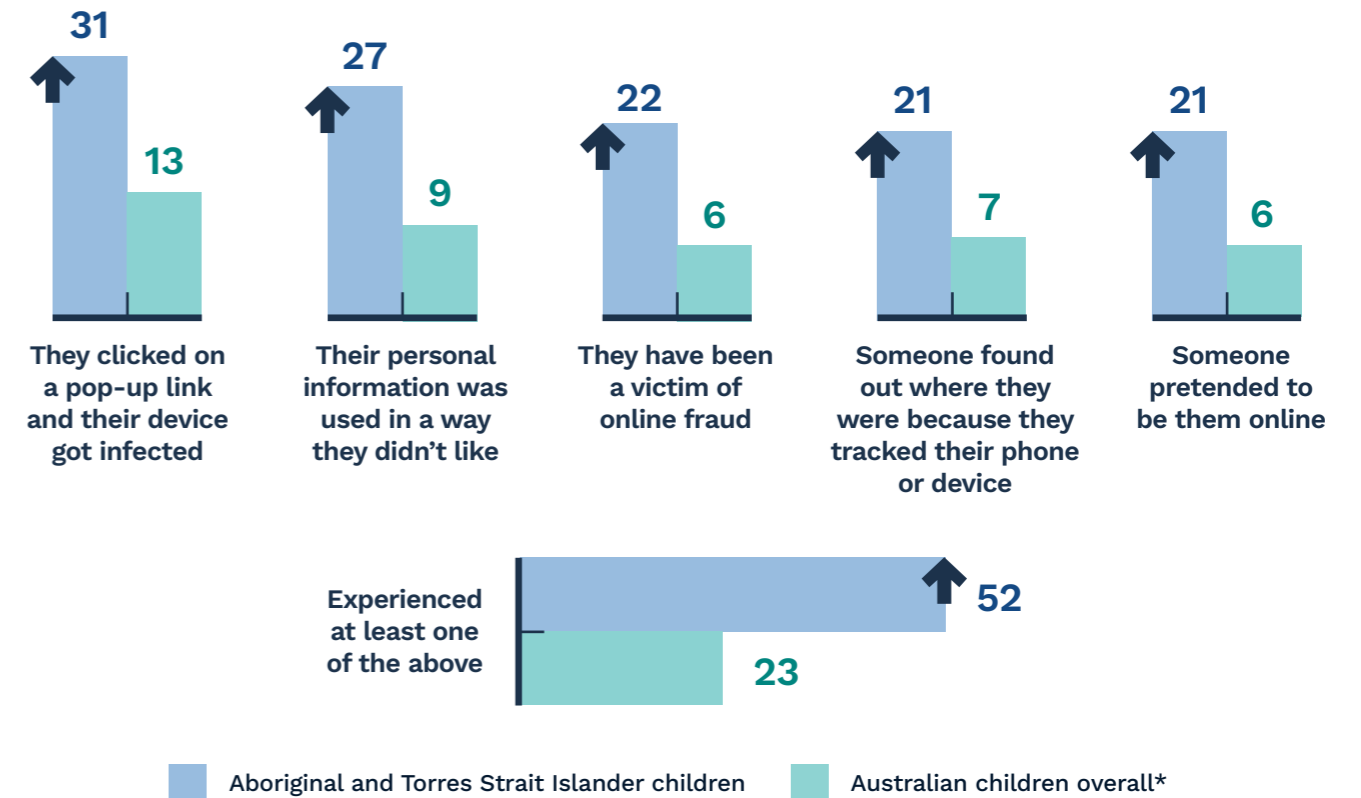 31
13
27
9
22
6
21
7
21
6
They clicked on
a pop-up link
and their device
got infected
Their personal
information was
used in a way
they didn’t like
They have been
a victim of
online fraud
Someone found
out where they
were because they
tracked their phone
or device
Someone
pretended to
be them online
Experienced
at least one
of the above
52
23
Aboriginal and Torres Strait Islander children
Australian children overall*